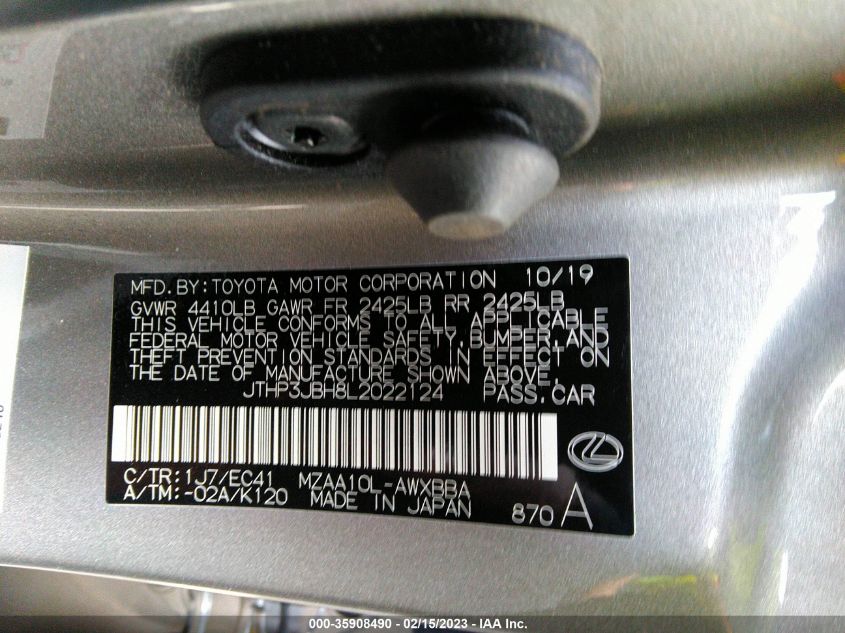 MFD.BY:TOYOTA MOTOR CORPORATION 10/19
GVWR 4410LB GAWR FR 2425LB RR 2425LB
THIS VEHICLE CONFORMS TO ALL APPLICABLE
FEDERAL MOTOR VEHICLE SAFETY,BUMPER,AND
THEFT PREVENTION STANDARDS IN EFFECT ON
THE DATE OF MANUFACTURE SHOWN ABOVE.
JTHP3JBH8L2022124 PASS.CAR
C/TR:1J7/EC41 MZAA10L-AWXBBA
A/TM:-02A/K120 MADE IN JAPAN 870 A
000-35908490 - 02/15/2023 - IAA Inc.